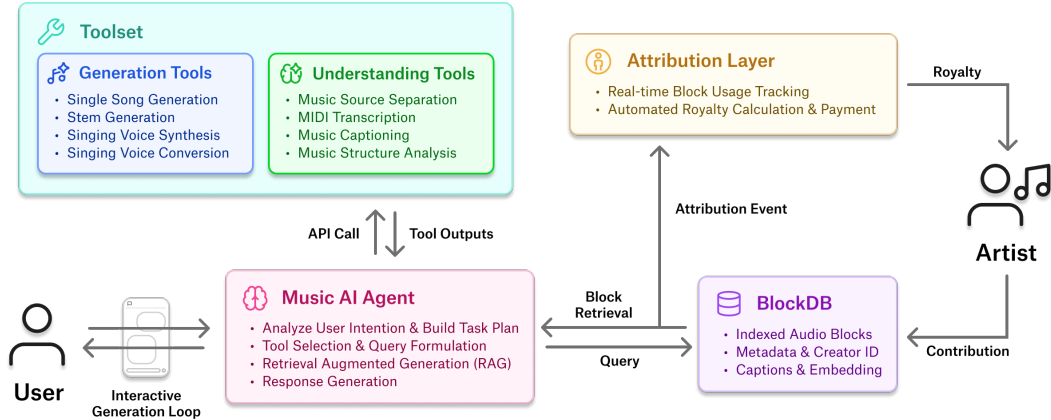 Toolset
Generation Tools
• Single Song Generation
• Stem Generation
• Singing Voice Synthesis
• Singing Voice Conversion
Understanding Tools
• Music Source Separation
• MIDI Transcription
• Music Captioning
• Music Structure Analysis
Attribution Layer
• Real-time Block Usage Tracking
• Automated Royalty Calculation & Payment
Royalty
Artist
Attribution Event
API Call
Tool Outputs
Music AI Agent
• Analyze User Intention & Build Task Plan
• Tool Selection & Query Formulation
• Retrieval Augmented Generation (RAG)
• Response Generation
Block
Retrieval
Query
BlockDB
• Indexed Audio Blocks
• Metadata & Creator ID
• Captions & Embedding
Contribution
User
Interactive
Generation Loop